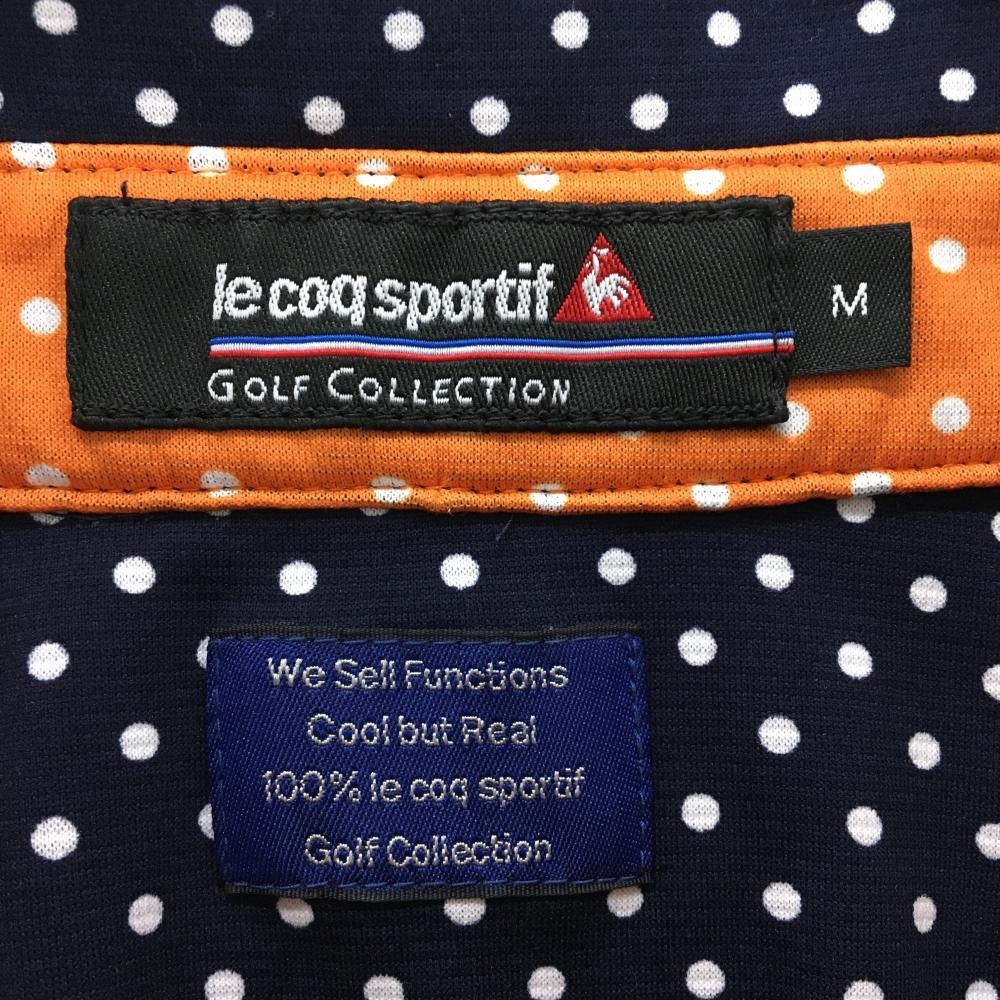 le coq sportif
M
GOLF COLLECTION
We Sell Functions
Cool but Real
100% le coq sportif
Golf Collection